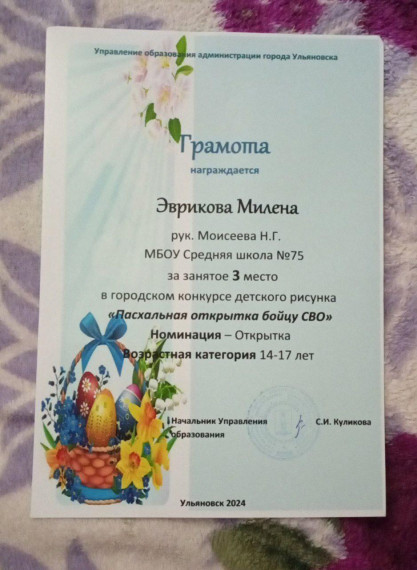 Управление образования администрации города Ульяновска
Грамота
награждается
Эврикова Милена
рук. Моисеева Н.Г.
МБОУ Средняя школа №75
за занятое 3 место
в городском конкурсе детского рисунка
«Пасхальная открытка бойцу СВО»
Номинация – Открытка
Возрастная категория 14-17 лет
Начальник Управления С.И. Куликова
образования
Ульяновск 2024